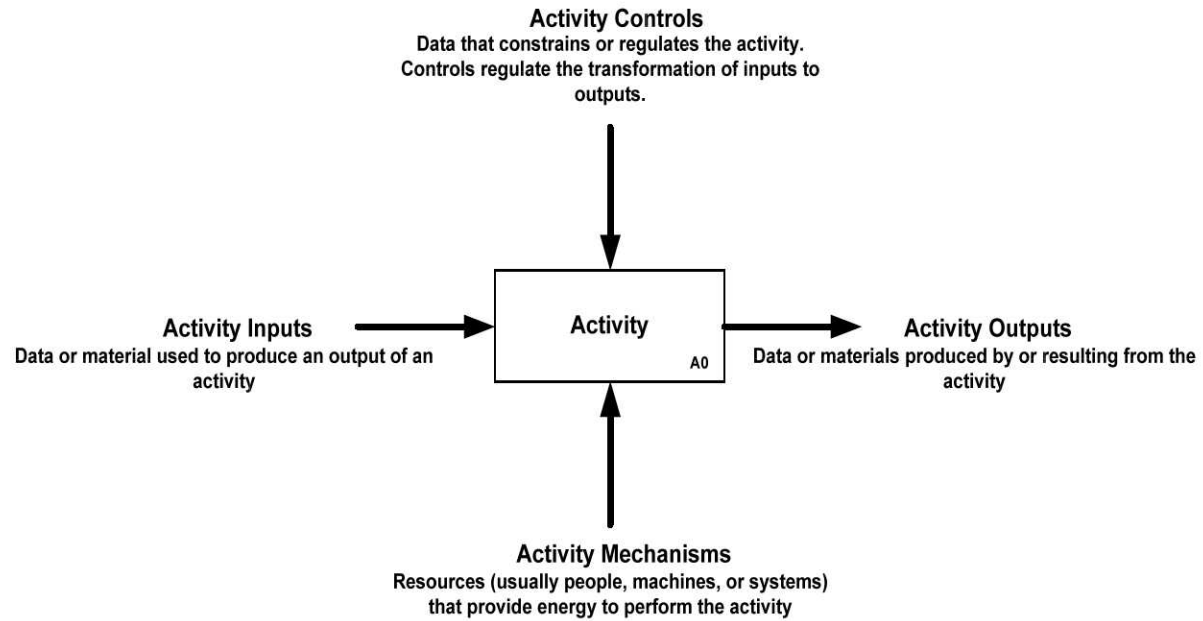 Activity Controls
Data that constrains or regulates the activity.
Controls regulate the transformation of inputs to
outputs.
Activity Inputs
Data or material used to produce an output of an
activity
Activity
A0
Activity Outputs
Data or materials produced by or resulting from the
activity
Activity Mechanisms
Resources (usually people, machines, or systems)
that provide energy to perform the activity